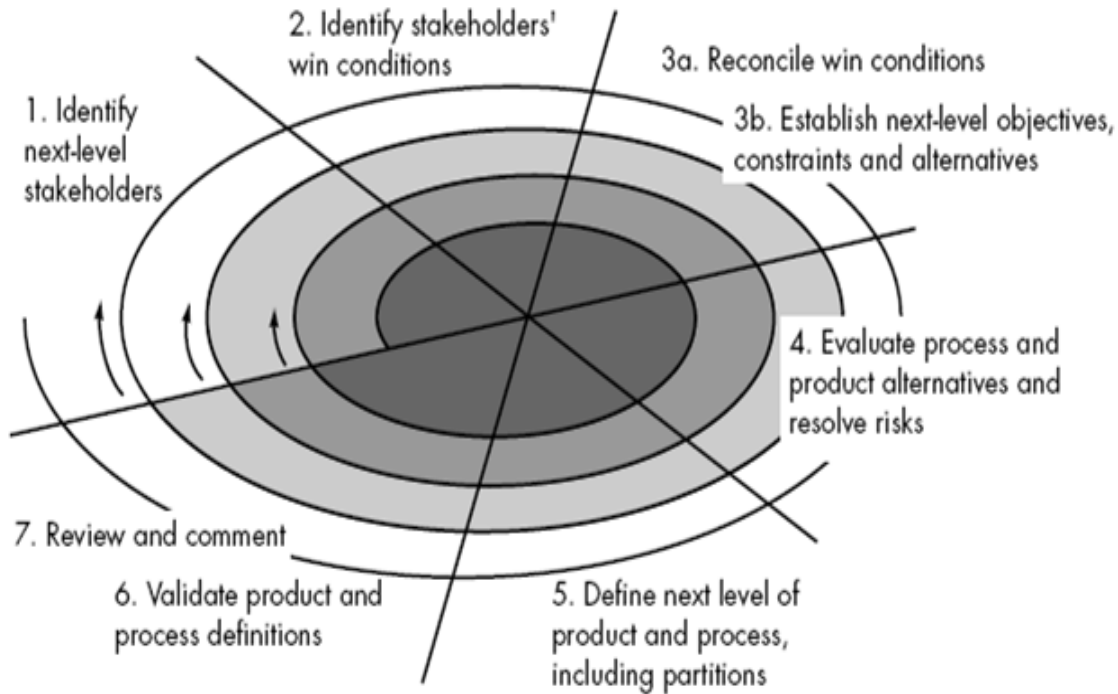 1. Identify
next-level
stakeholders
2. Identify stakeholders'
win conditions
3a. Reconcile win conditions
3b. Establish next-level objectives,
constraints and alternatives
4. Evaluate process and
product alternatives and
resolve risks
5. Define next level of
product and process,
including partitions
6. Validate product and
process definitions
7. Review and comment